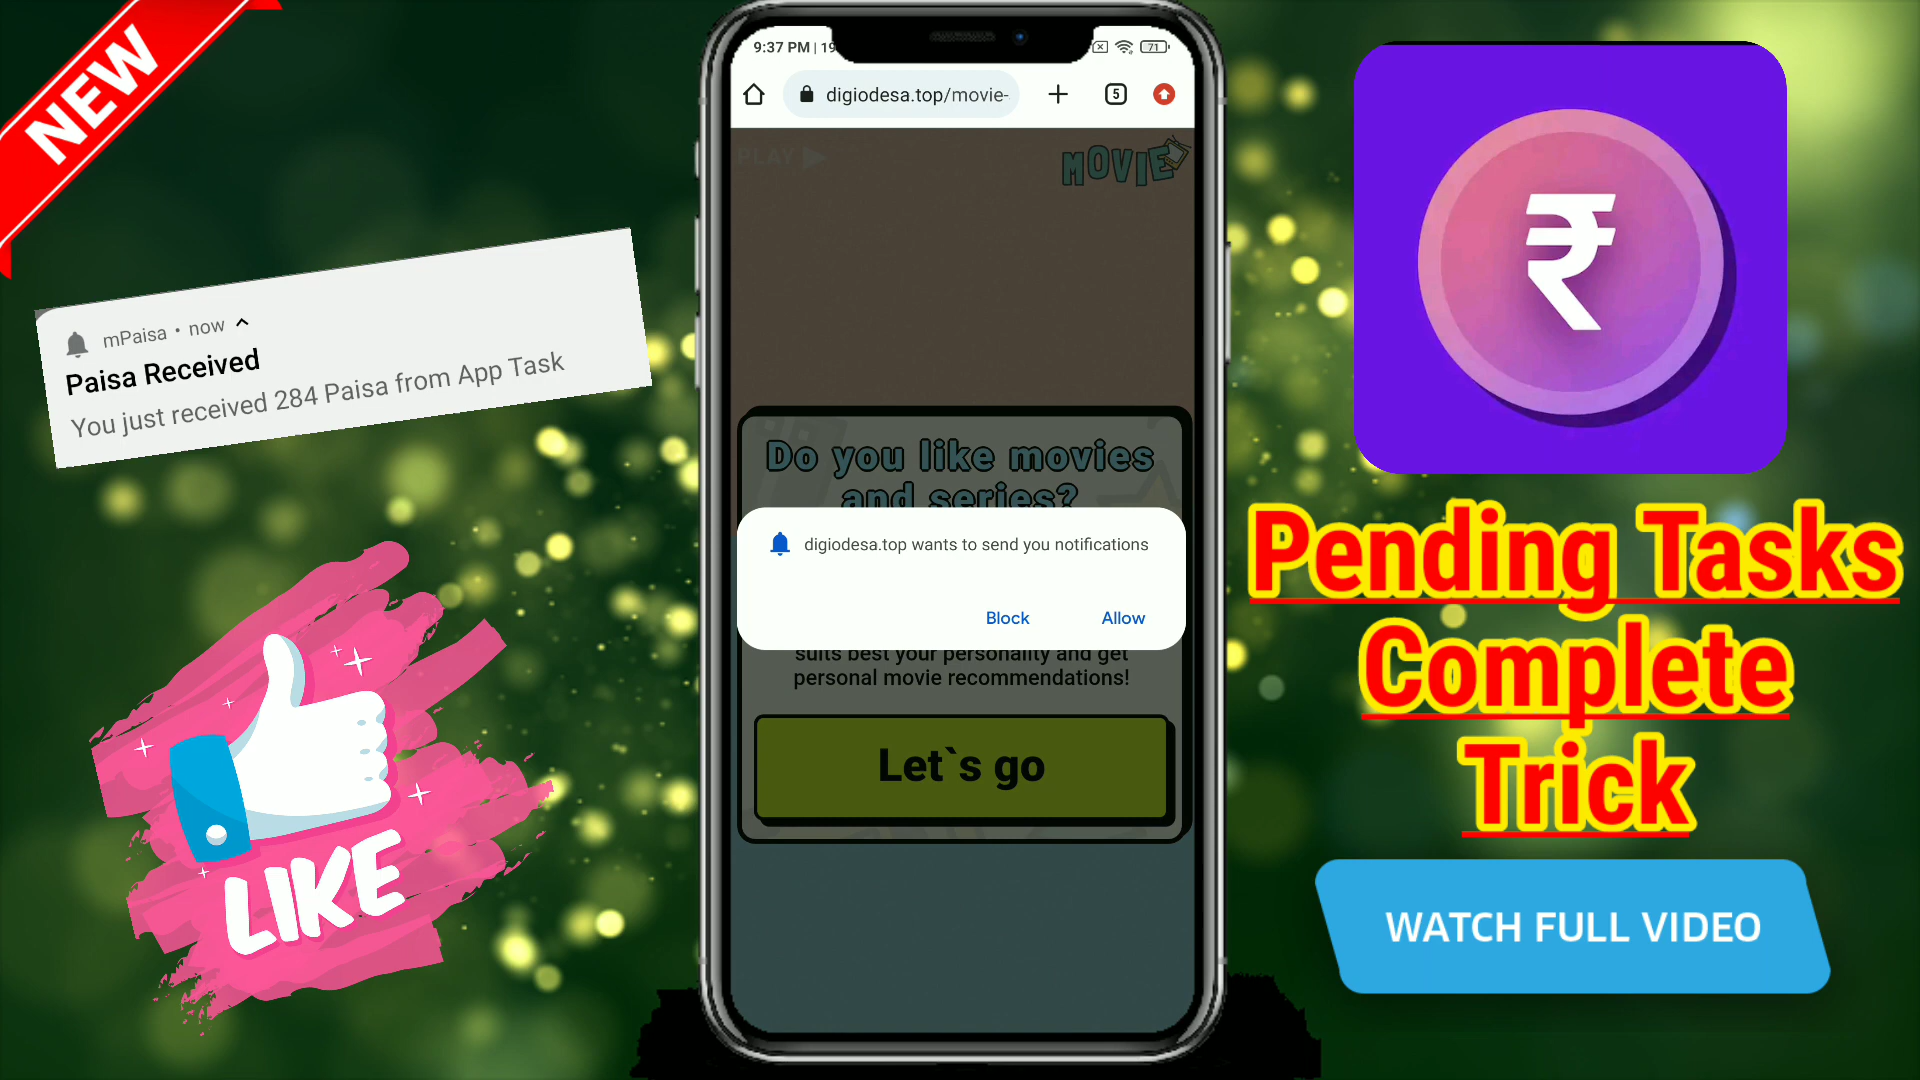 NEW
mPaisa • now
Paisa Received
You just received 284 Paisa from App Task
LIKE
9:37 PM | 19
71
digiodesa.top/movie-
5
PLAY
MOVIE
Do you like movies
and series?
digiodesa.top wants to send you notifications
Block Allow
suits best your personality and get
personal movie recommendations!
Let`s go
₹
Pending Tasks
Complete
Trick
WATCH FULL VIDEO